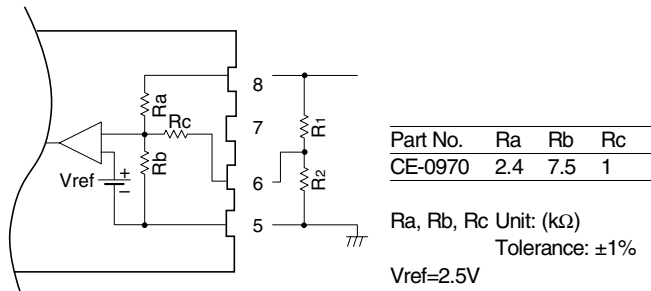 8
Ra
7
R1
Rc
Rb
Vref
+
−
6
R2
5
Part No. Ra Rb Rc
CE-0970 2.4 7.5 1
Ra, Rb, Rc Unit: (kΩ)
Tolerance: ±1%
Vref=2.5V